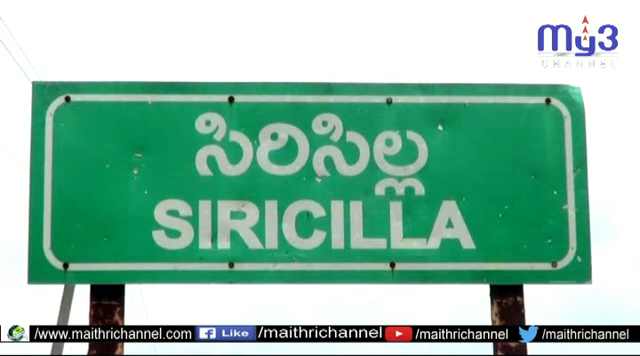 My3
CHANNEL
సిరిసిల్ల
SIRICILLA
/www.maithrichannel.com f Like /maithrichannel /maithrichannel /maithrichannel